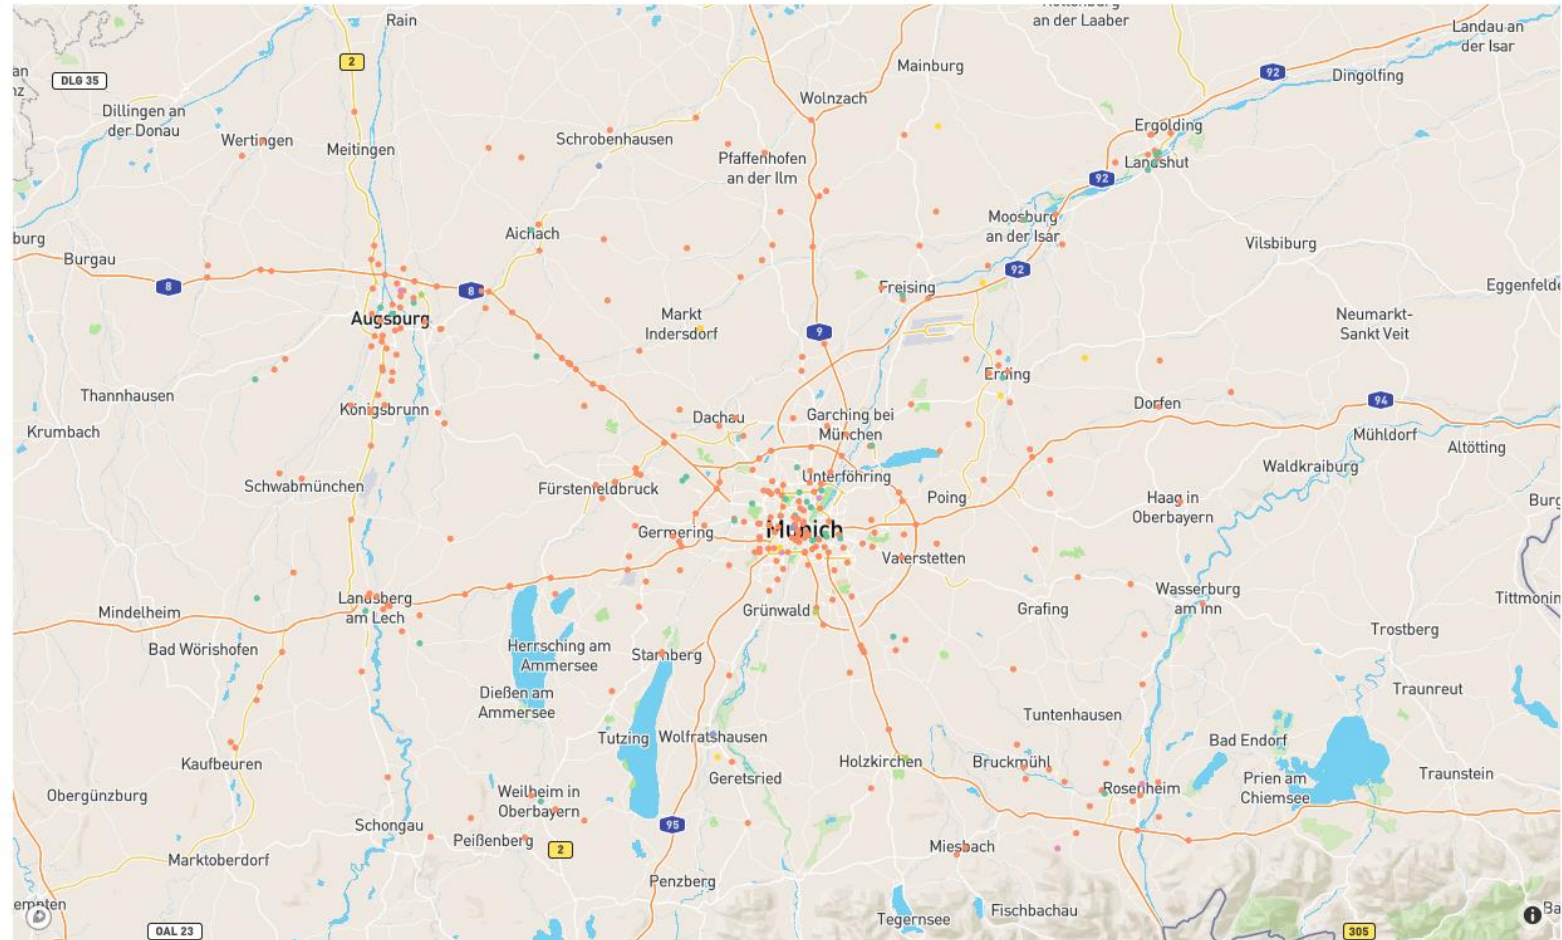 Rain
an der Laaber
Landau an
der Isar
2
Mainburg
92
Dingolfing
DLG 35
Wolnzach
Dillingen an
der Donau
Wertingen
Meitingen
Schrobenhausen
Ergolding
Pfaffenhofen
an der Ilm
Landshut
92
Aichach
Moosburg
an der Isar
burg
Vilsbiburg
Burgau
92
8
8
Freising
Eggenfelde
Augsburg
Markt
Indersdorf
9
Neumarkt-
Sankt Veit
Erding
Thannhausen
Königsbrunn
Dachau
Garching bei
München
Dorfen
94
Krumbach
Mühldorf
Altötting
Schwabmünchen
Fürstenfeldbruck
Unterföhring
Waldkraiburg
Poing
Haag in
Oberbayern
Burg
Germering
Munich
Vaterstetten
Mindelheim
Landsberg
am Lech
Grünwald
Grafing
Wasserburg
am Inn
Tittmonin
Bad Wörishofen
Herrsching am
Ammersee
Starnberg
Trostberg
Dießen am
Ammersee
Traunreut
Tuntenhausen
Tutzing
Wolfratshausen
Bad Endorf
Kaufbeuren
Geretsried
Holzkirchen
Bruckmühl
Rosenheim
Prien am
Chiemsee
Traunstein
Obergünzburg
Weilheim in
Oberbayern
Schongau
Peißenberg
2
95
Miesbach
Marktoberdorf
Penzberg
empten
Tegernsee
Fischbachau
Ba
OAL 23
305